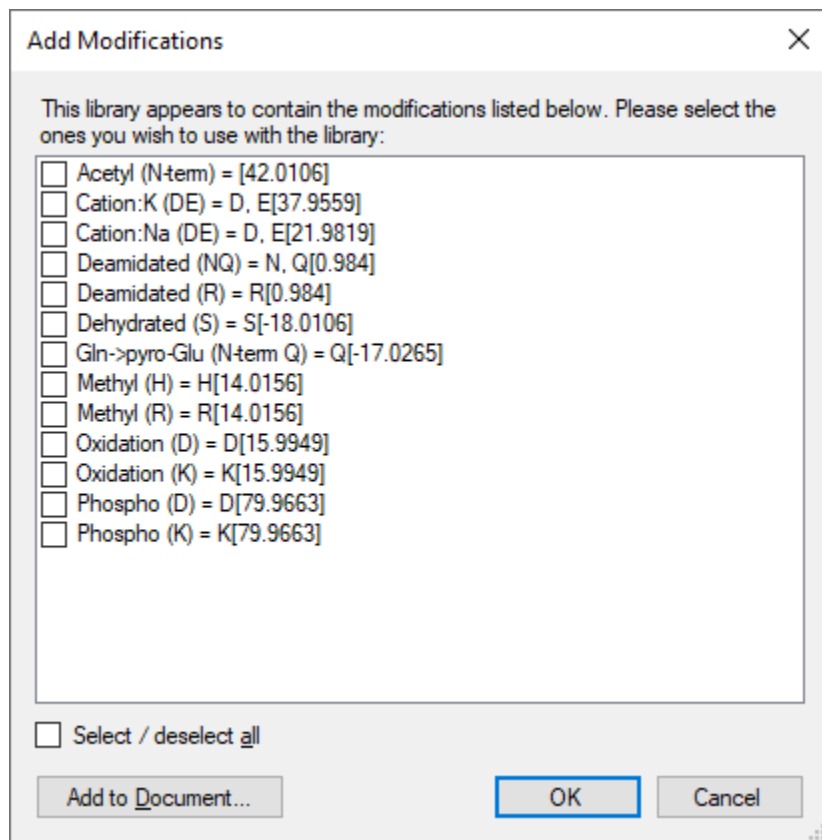 Add Modifications
This library appears to contain the modifications listed below. Please select the
ones you wish to use with the library:
Acetyl (N-term) = [42.0106]
Cation:K (DE) = D, E[37.9559]
Cation:Na (DE) = D, E[21.9819]
Deamidated (NQ) = N, Q[0.984]
Deamidated (R) = R[0.984]
Dehydrated (S) = S[-18.0106]
Gln->pyro-Glu (N-term Q) = Q[-17.0265]
Methyl (H) = H[14.0156]
Methyl (R) = R[14.0156]
Oxidation (D) = D[15.9949]
Oxidation (K) = K[15.9949]
Phospho (D) = D[79.9663]
Phospho (K) = K[79.9663]
Select / deselect all
Add to Document... OK Cancel